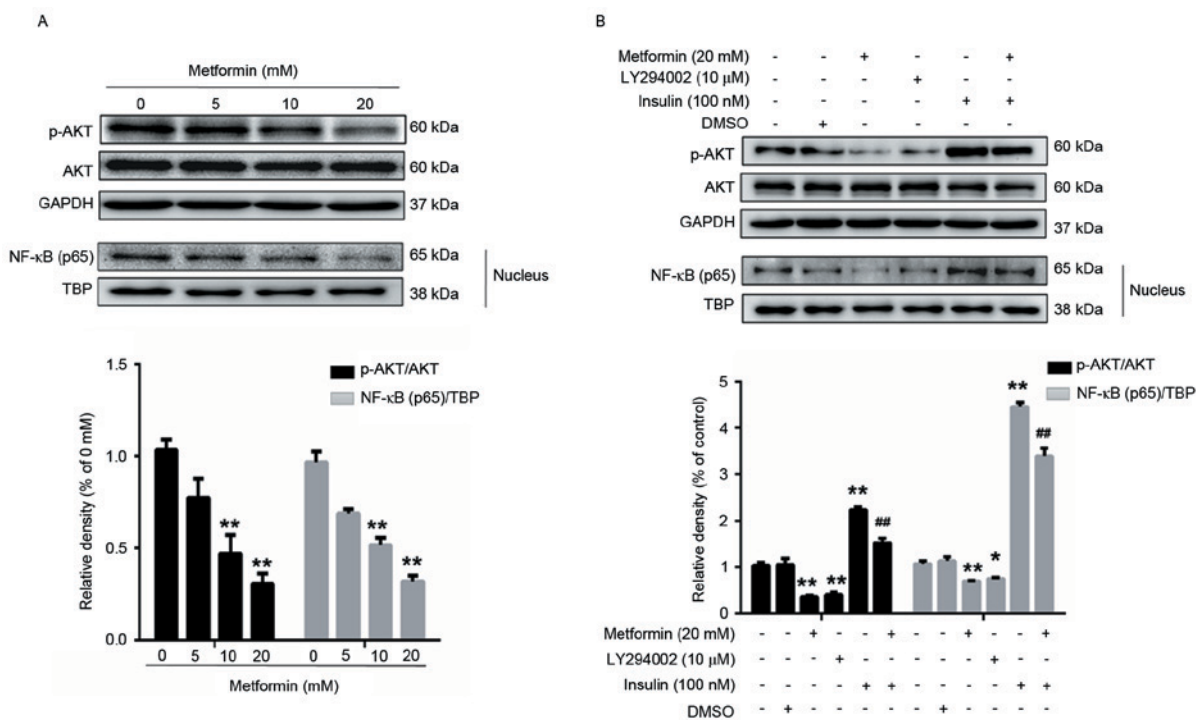 A
Metformin (mM)
0 5 10 20
p-AKT 60 kDa
AKT 60 kDa
GAPDH 37 kDa
NF-κB (p65) 65 kDa
TBP 38 kDa
Nucleus
1.5
1.0
0.5
0.0
Relative density (% of 0 mM)
p-AKT/AKT
NF-κB (p65)/TBP
** ** ** **
0 5 10 20 0 5 10 20
Metformin (mM)
B
Metformin (20 mM) - - + - - +
LY294002 (10 μM) - - - + - -
Insulin (100 nM) - - - - + +
DMSO - + - - - -
p-AKT 60 kDa
AKT 60 kDa
GAPDH 37 kDa
NF-κB (p65) 65 kDa
TBP 38 kDa
Nucleus
p-AKT/AKT
NF-κB (p65)/TBP
5
4
3
2
1
0
Relative density (% of control)
** ** ** ## ** * ** ##
Metformin (20 mM) - - + - - + - - + - - +
LY294002 (10 μM) - - - + - - - - - + - -
Insulin (100 nM) - - - - + + - - - - + +
DMSO - + - - - - - + - - - -